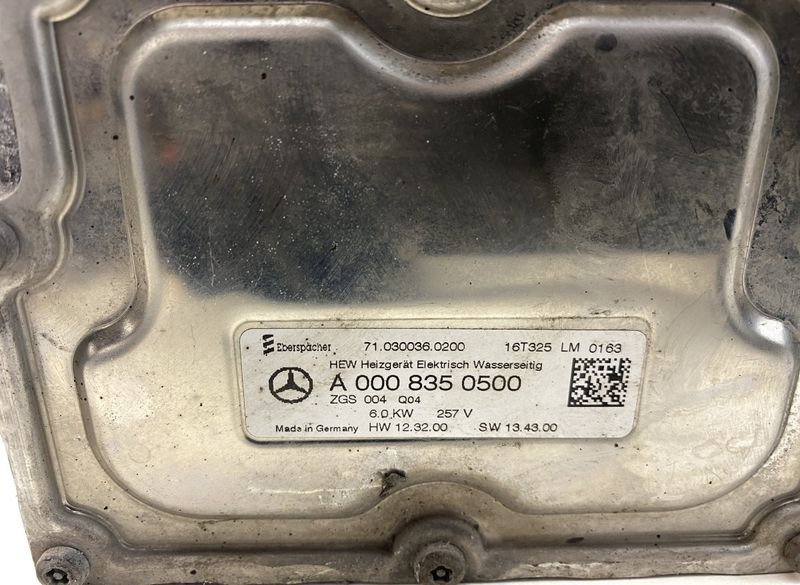 Eberspächer 71.030036.0200 16T325 LM 0163
HEW Heizgerät Elektrisch Wasserseitig
A 000 835 0500
ZGS 004 Q04
6.0 KW 257 V
Made in Germany HW 12.32.00 SW 13.43.00